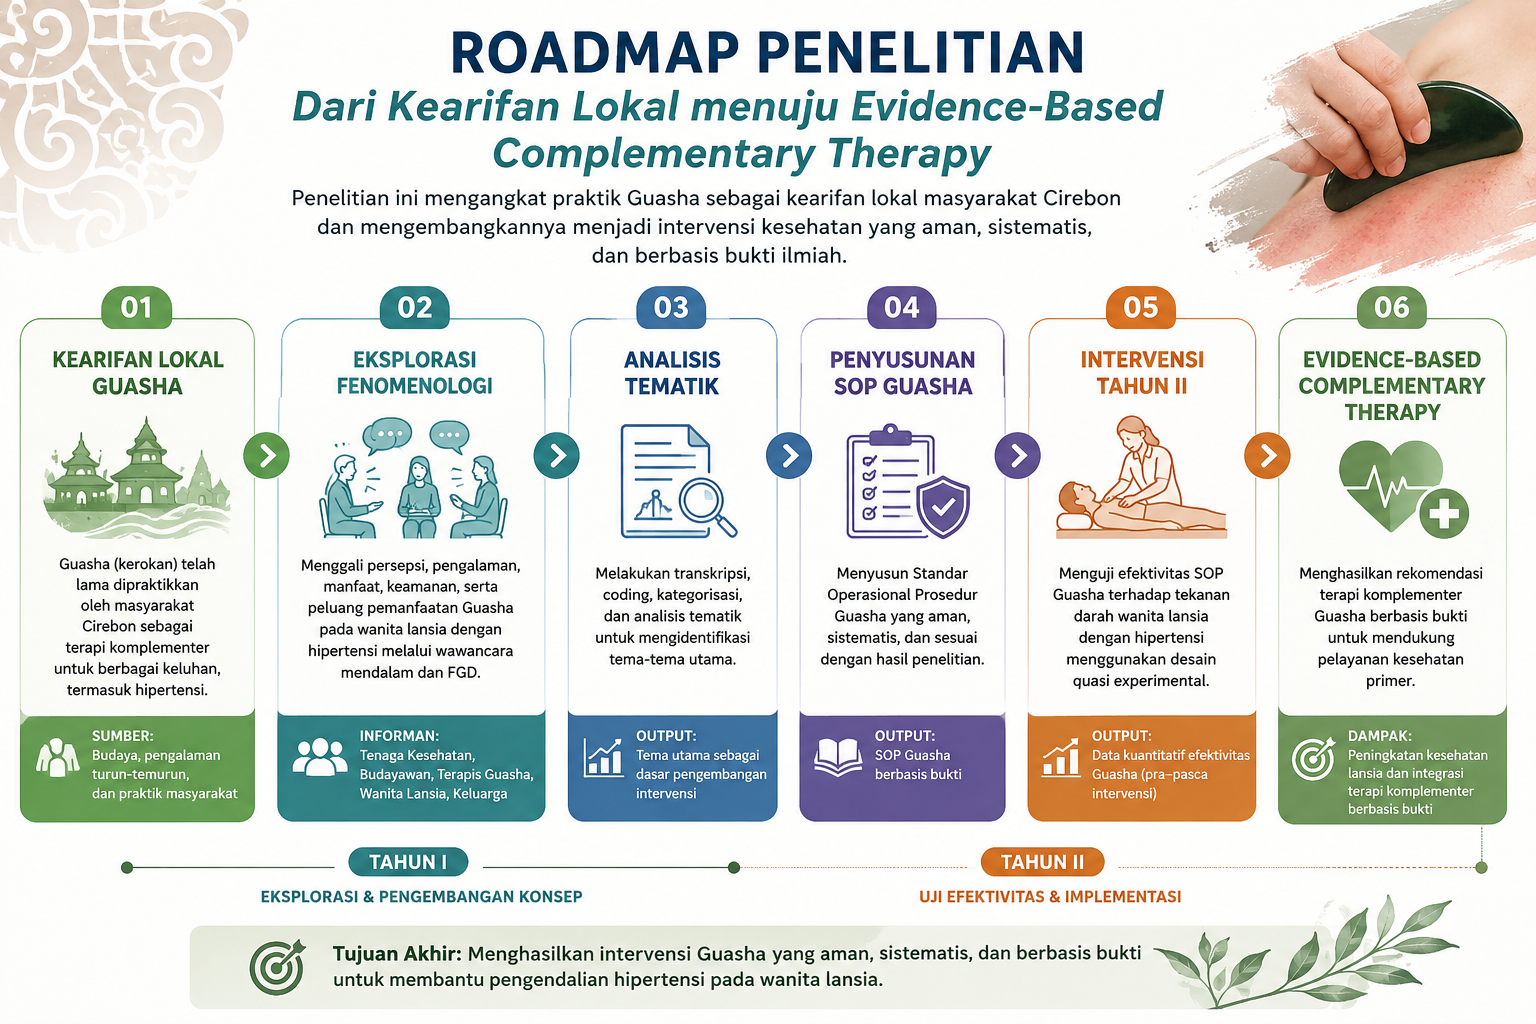 ROADMAP PENELITIAN
Dari Kearifan Lokal menuju Evidence-Based
Complementary Therapy
Penelitian ini mengangkat praktik Guasha sebagai kearifan lokal masyarakat Cirebon
dan mengembangkannya menjadi intervensi kesehatan yang aman, sistematis,
dan berbasis bukti ilmiah.
01
KEARIFAN LOKAL
GUASHA
Guasha (kerokan) telah
lama dipraktikkan
oleh masyarakat
Cirebon sebagai
terapi komplementer
untuk berbagai keluhan,
termasuk hipertensi.
SUMBER:
Budaya, pengalaman
turun-temurun,
dan praktik masyarakat
02
EKSPLORASI
FENOMENOLOGI
Menggali persepsi, pengalaman,
manfaat, keamanan, serta
peluang pemanfaatan Guasha
pada wanita lansia dengan
hipertensi melalui wawancara
mendalam dan FGD.
INFORMAN:
Tenaga Kesehatan,
Budayawan, Terapis Guasha,
Wanita Lansia, Keluarga
03
ANALISIS
TEMATIK
Melakukan transkripsi,
coding, kategorisasi,
dan analisis tematik
untuk mengidentifikasi
tema-tema utama.
OUTPUT:
Tema utama sebagai
dasar pengembangan
intervensi
04
PENYUSUNAN
SOP GUASHA
Menyusun Standar
Operasional Prosedur
Guasha yang aman,
sistematis, dan sesuai
dengan hasil penelitian.
OUTPUT:
SOP Guasha
berbasis bukti
05
INTERVENSI
TAHUN II
Menguji efektivitas SOP
Guasha terhadap tekanan
darah wanita lansia
dengan hipertensi
menggunakan desain
quasi experimental.
OUTPUT:
Data kuantitatif efektivitas
Guasha (pra–pasca
intervensi)
06
EVIDENCE-BASED
COMPLEMENTARY
THERAPY
Menghasilkan rekomendasi
terapi komplementer
Guasha berbasis bukti
untuk mendukung
pelayanan kesehatan
primer.
DAMPAK:
Peningkatan kesehatan
lansia dan integrasi
terapi komplementer
berbasis bukti
TAHUN I
EKSPLORASI & PENGEMBANGAN KONSEP
TAHUN II
UJI EFEKTIVITAS & IMPLEMENTASI
Tujuan Akhir: Menghasilkan intervensi Guasha yang aman, sistematis, dan berbasis bukti
untuk membantu pengendalian hipertensi pada wanita lansia.